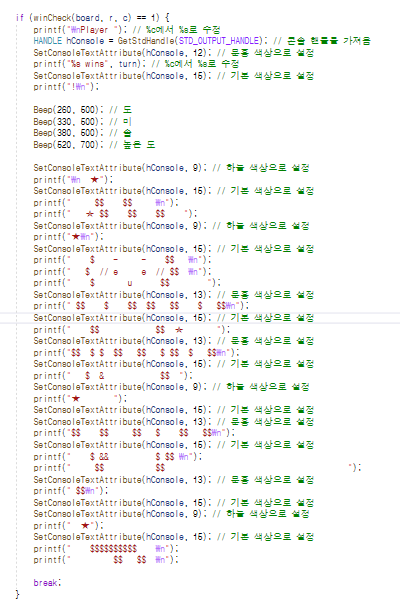 if (winCheck(board, r, c) == 1) {
printf("₩nPlayer "); // %c에서 %s로 수정
HANDLE hConsole = GetStdHandle(STD_OUTPUT_HANDLE); // 콘솔 핸들을 가져옴
SetConsoleTextAttribute(hConsole, 12); // 분홍 색상으로 설정
printf("%s wins", turn); // %c에서 %s로 수정
SetConsoleTextAttribute(hConsole, 15); // 기본 색상으로 설정
printf("!₩n");
Beep(260, 500); // 도
Beep(330, 500); // 미
Beep(380, 500); // 솔
Beep(520, 700); // 높은 도
SetConsoleTextAttribute(hConsole, 9); // 하늘 색상으로 설정
printf("₩n  ★");
SetConsoleTextAttribute(hConsole, 15); // 기본 색상으로 설정
printf("     $$    $$     ₩n");
printf("   ☆ $$    $$    $$    ");
SetConsoleTextAttribute(hConsole, 9); // 하늘 색상으로 설정
printf("★₩n");
SetConsoleTextAttribute(hConsole, 15); // 기본 색상으로 설정
printf("    $    -     -    $$   ₩n");
printf("   $  // e     e  // $$  ₩n");
printf("    $       u      $$         ");
SetConsoleTextAttribute(hConsole, 13); // 분홍 색상으로 설정
printf(" $$    $    $$  $$   $$    $   $$₩n");
SetConsoleTextAttribute(hConsole, 15); // 기본 색상으로 설정
printf("    $$            $$  ☆       ");
SetConsoleTextAttribute(hConsole, 13); // 분홍 색상으로 설정
printf("$$  $ $  $$   $$   $ $$  $   $$₩n");
SetConsoleTextAttribute(hConsole, 15); // 기본 색상으로 설정
printf("   $  &            $$  ");
SetConsoleTextAttribute(hConsole, 9); // 하늘 색상으로 설정
printf("★       ");
SetConsoleTextAttribute(hConsole, 15); // 기본 색상으로 설정
SetConsoleTextAttribute(hConsole, 13); // 분홍 색상으로 설정
printf("$$   $$     $$  $    $$   $$₩n");
SetConsoleTextAttribute(hConsole, 15); // 기본 색상으로 설정
printf("    $ &&          $ $$ ₩n");
printf("     $$           $$                                       ");
SetConsoleTextAttribute(hConsole, 13); // 분홍 색상으로 설정
printf(" $$₩n");
SetConsoleTextAttribute(hConsole, 15); // 기본 색상으로 설정
SetConsoleTextAttribute(hConsole, 9); // 하늘 색상으로 설정
printf("  ★");
SetConsoleTextAttribute(hConsole, 15); // 기본 색상으로 설정
printf("    $$$$$$$$$$    ₩n");
printf("         $$   $$  ₩n");
break;
}